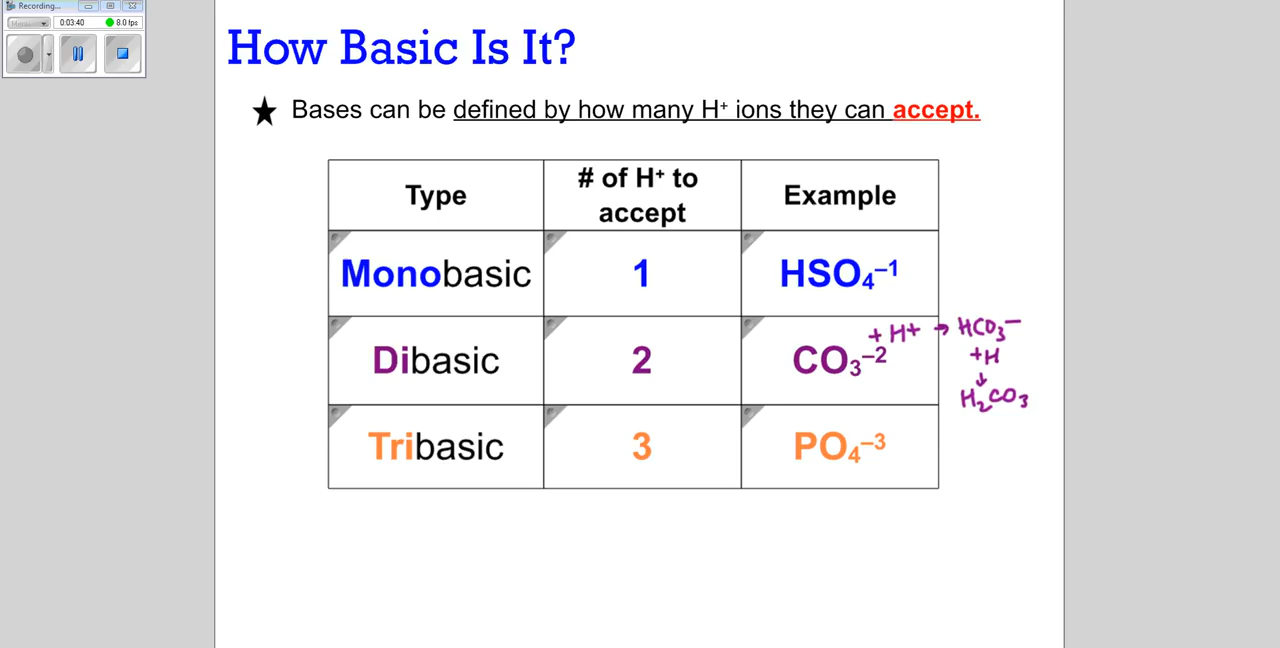 Recording...
0:03:40
8.0 fps
How Basic Is It?
★ Bases can be defined by how many H⁺ ions they can accept.
Type
# of H⁺ to
accept
Example
Monobasic 1 HSO₄⁻¹
Dibasic 2 CO₃⁻² + H+ → HCO₃⁻
+H
↓
H₂CO₃
Tribasic 3 PO₄⁻³